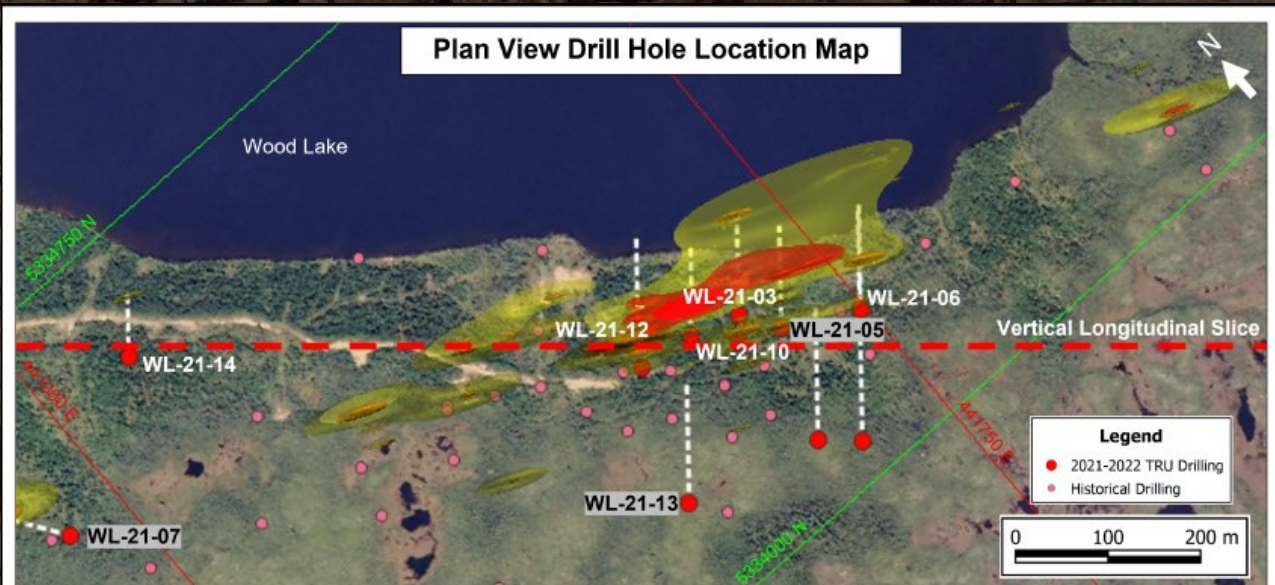 Plan View Drill Hole Location Map
N
Wood Lake
5334750 N
WL-21-03
WL-21-06
WL-21-12
WL-21-05
Vertical Longitudinal Slice
WL-21-10
WL-21-14
441750 E
Legend
2021-2022 TRU Drilling
Historical Drilling
WL-21-13
WL-21-07
5334000 N
0 100 200 m